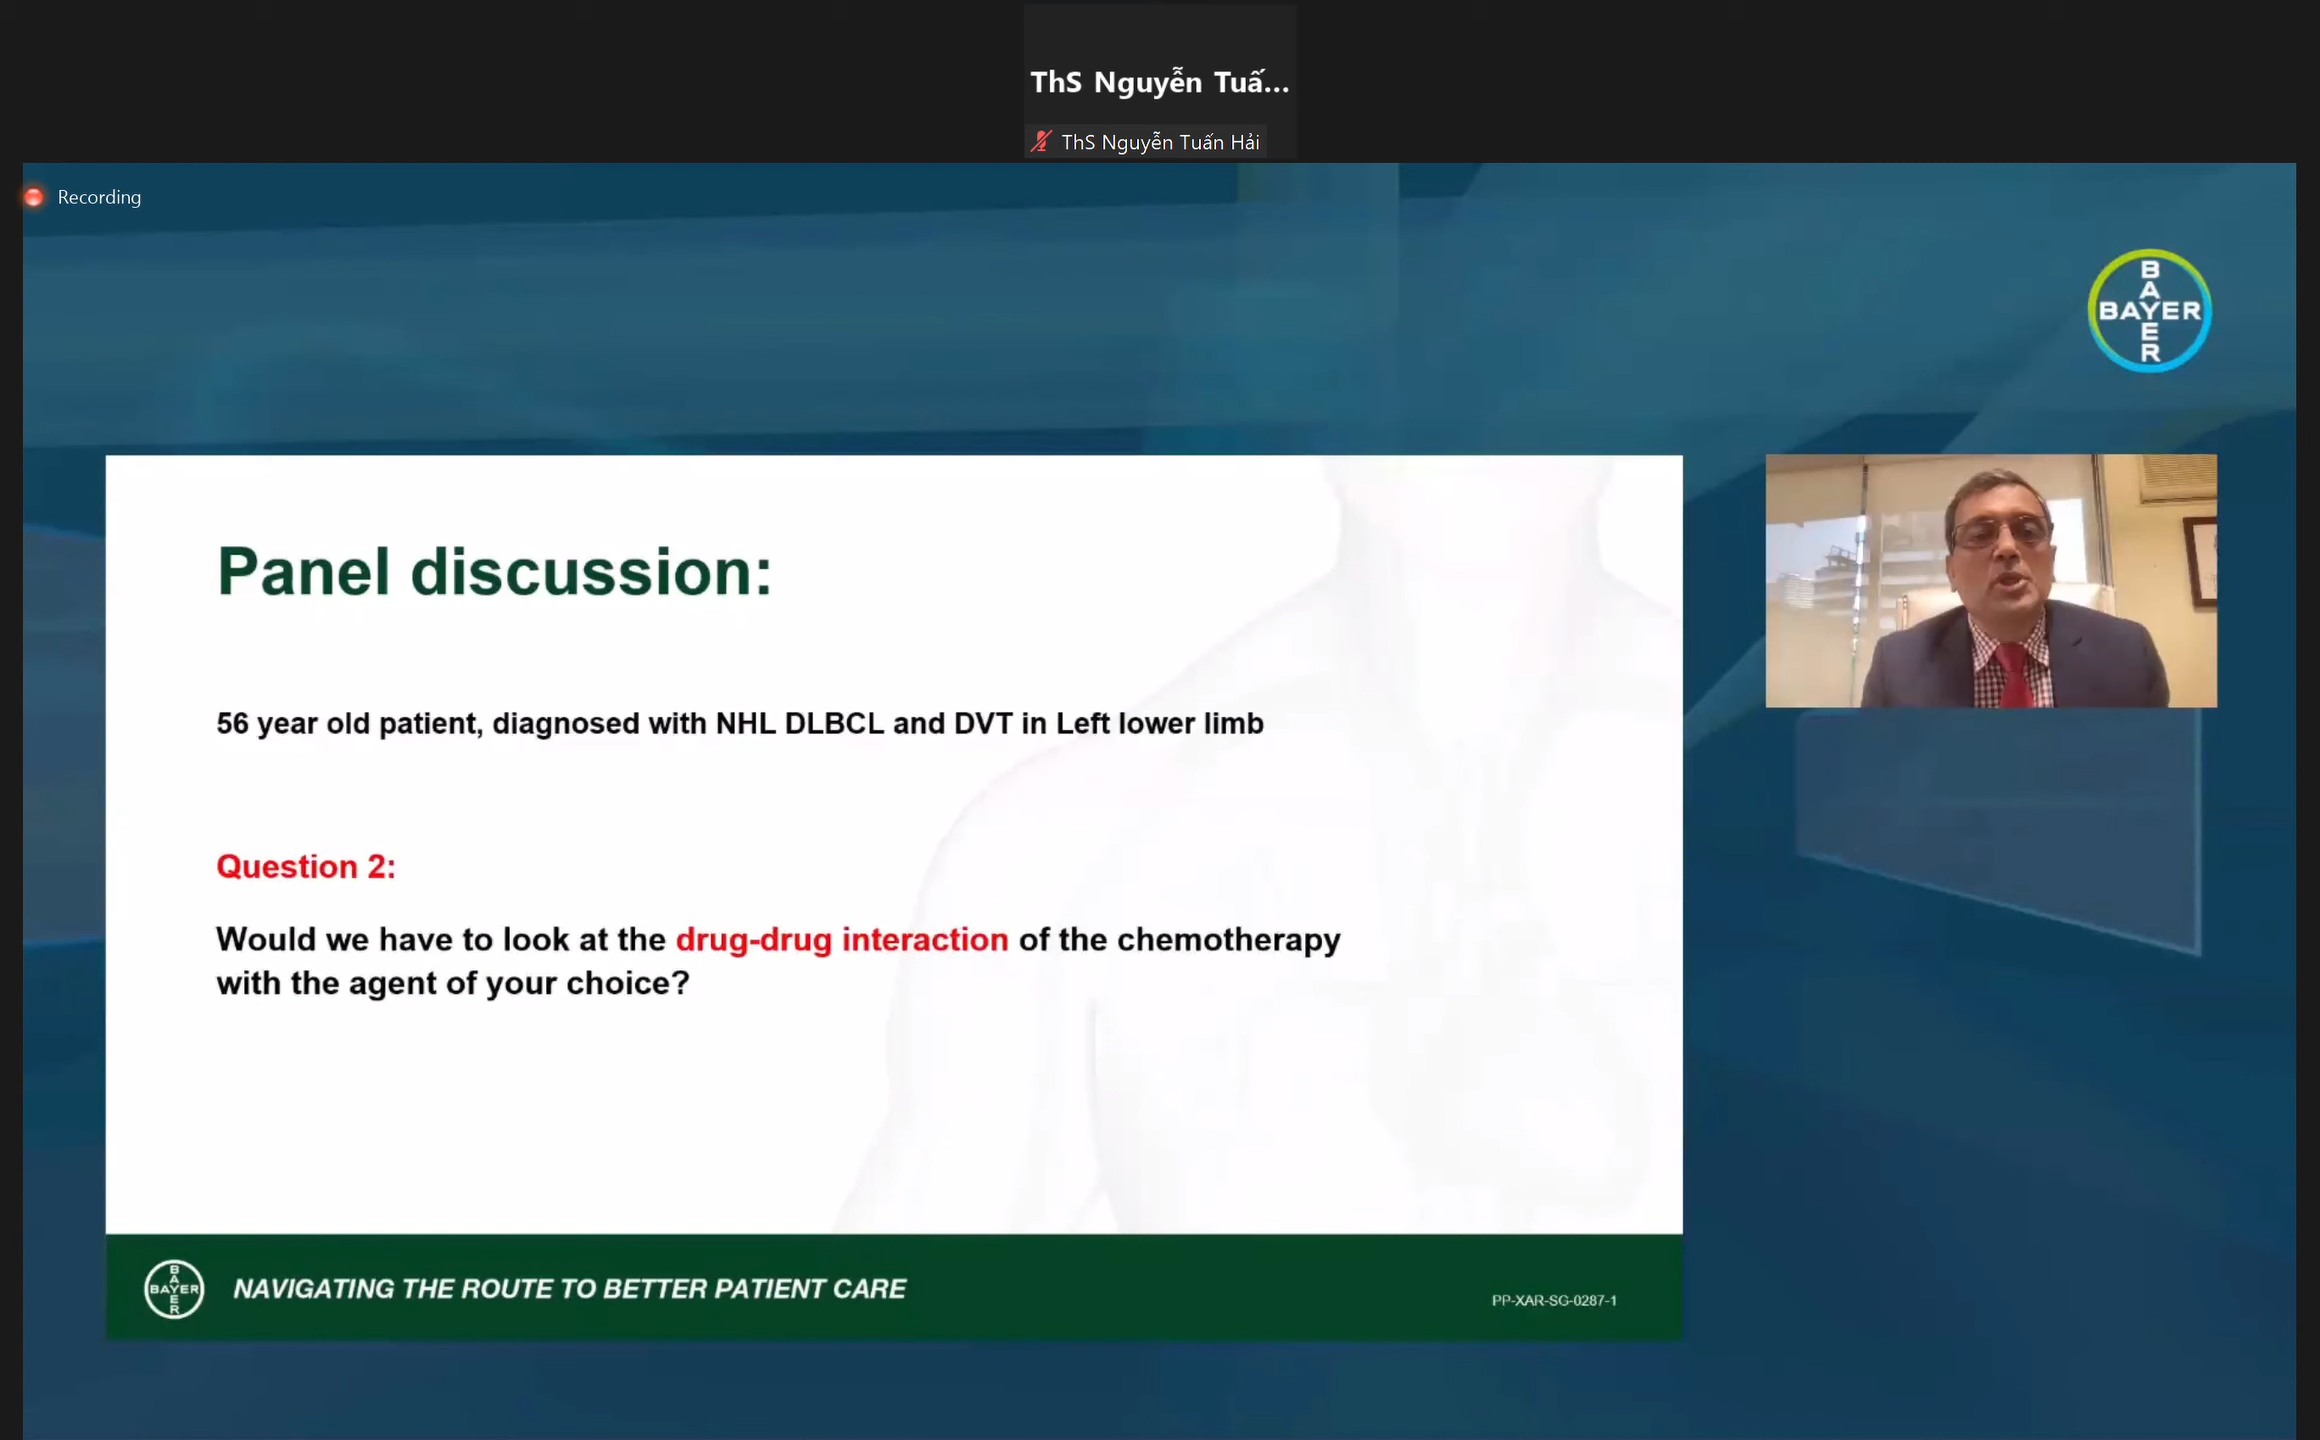 ThS Nguyễn Tuấ...
ThS Nguyễn Tuấn Hải
Recording
BAYER
BAYER
Panel discussion:
56 year old patient, diagnosed with NHL DLBCL and DVT in Left lower limb
Question 2:
Would we have to look at the drug-drug interaction of the chemotherapy
with the agent of your choice?
BAYER
BAYER
NAVIGATING THE ROUTE TO BETTER PATIENT CARE
PP-XAR-SG-0287-1